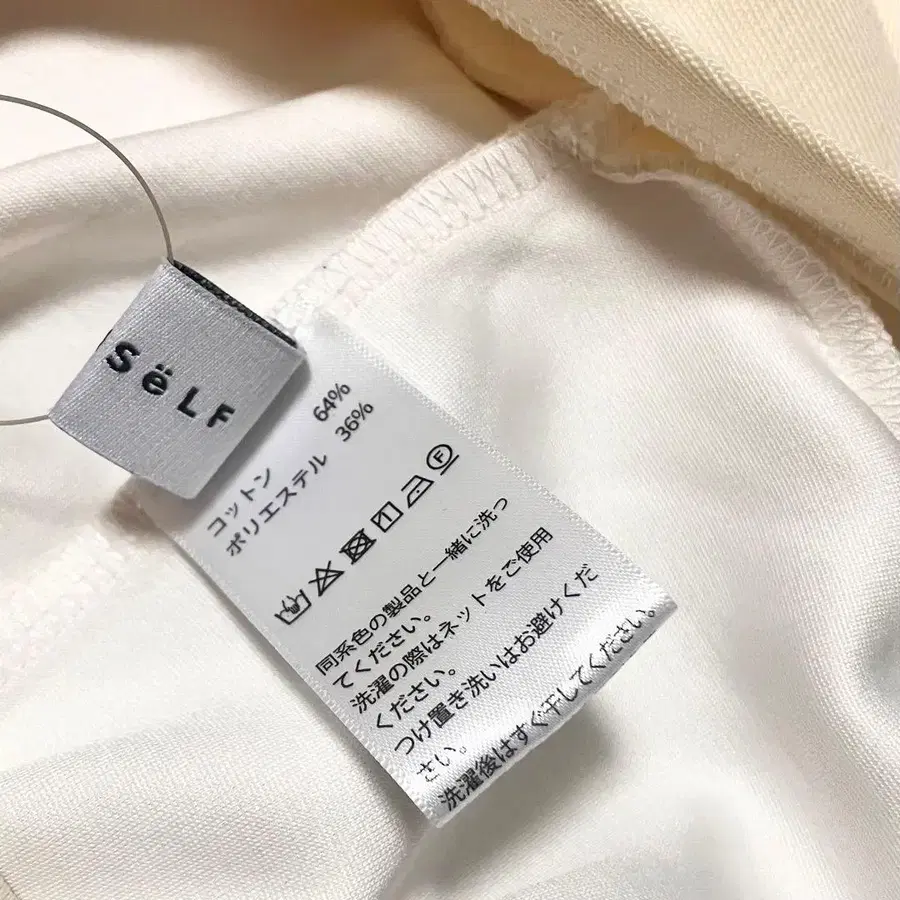 SëLF
コットン 64%
ポリエステル 36%
F
同系色の製品と一緒に洗っ
てください。
洗濯の際はネットをご使用
ください。
つけ置き洗いはお避けくだ
さい。
洗濯後はすぐ干してください。